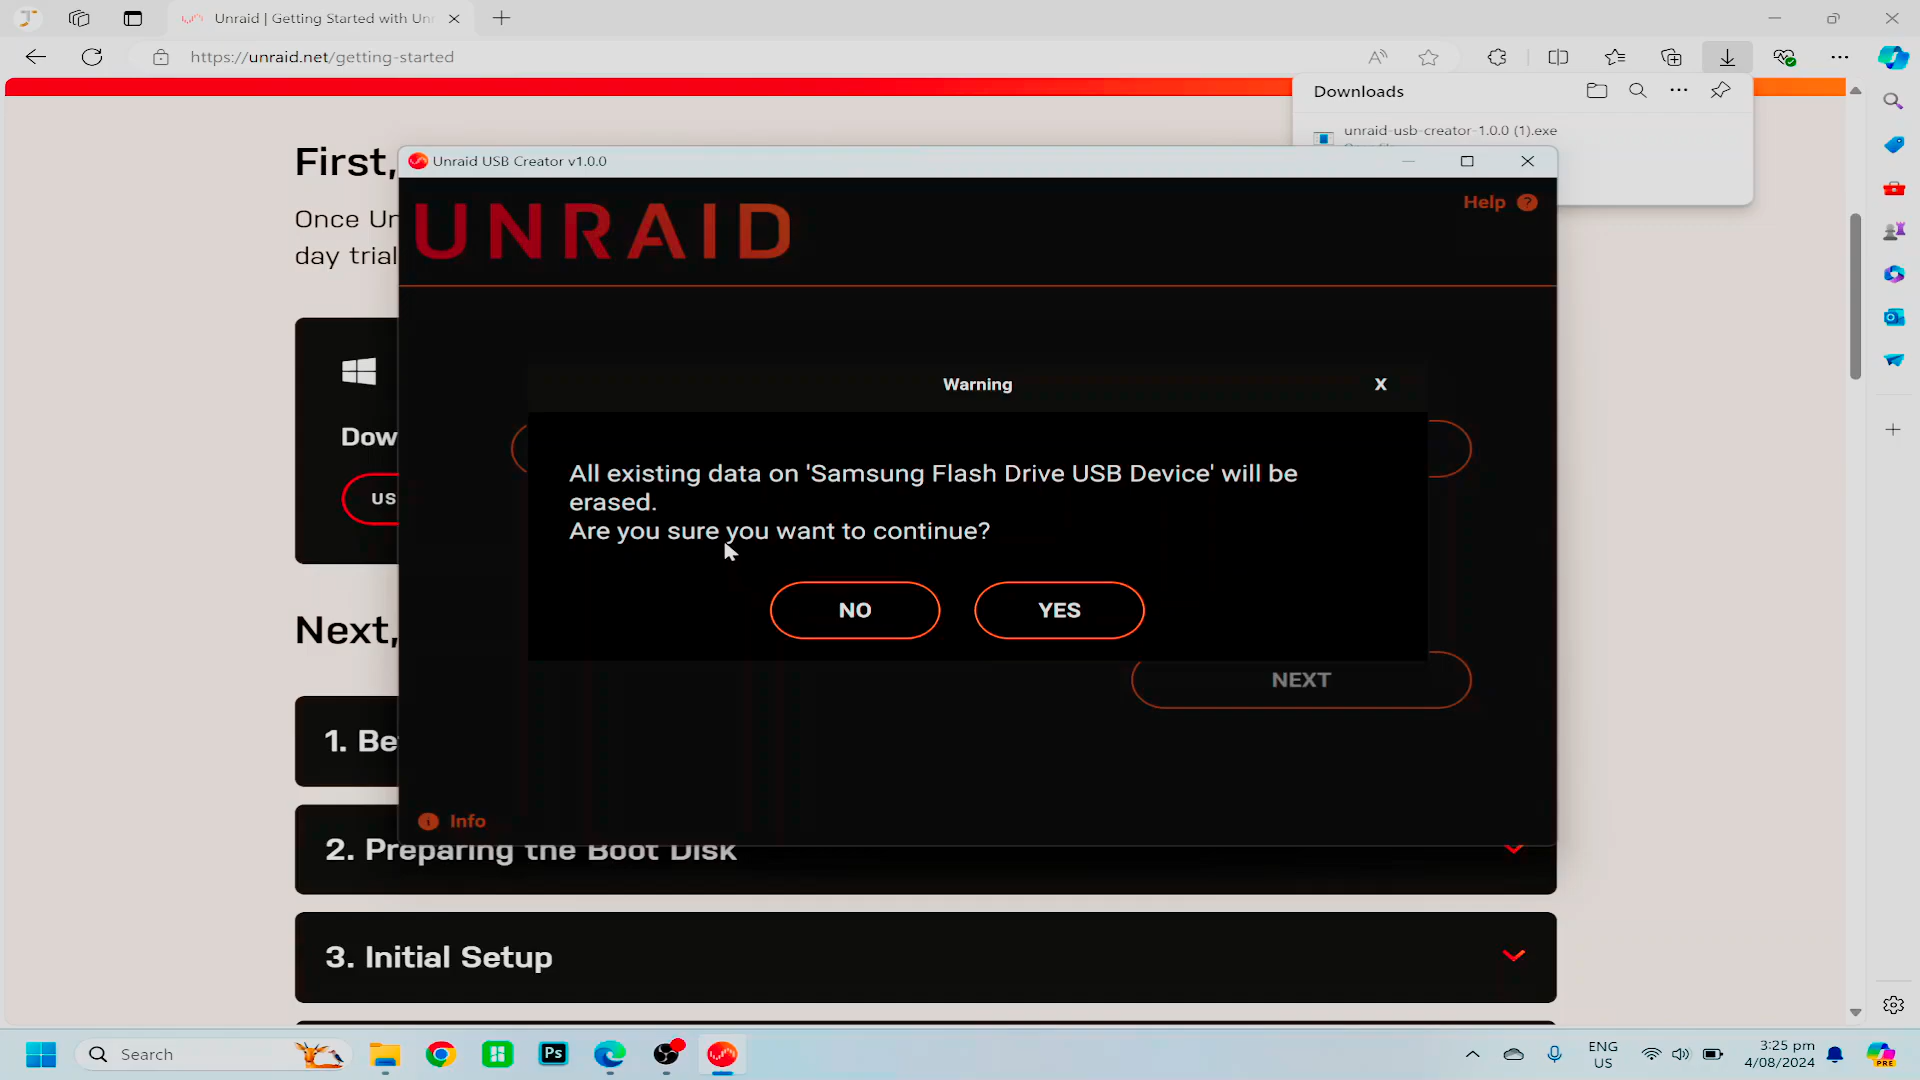 Unraid | Getting Started with Unr
https://unraid.net/getting-started
Downloads
unraid-usb-creator-1.0.0 (1).exe
First,
Once Un
day trial
Unraid USB Creator v1.0.0
UNRAID
Help ?
Warning
X
All existing data on 'Samsung Flash Drive USB Device' will be
erased.
Are you sure you want to continue?
NO
YES
NEXT
Info
Dow
US
Next,
1. Be
2. Preparing the Boot Disk
3. Initial Setup
Search
Ps
ENG
US
3:25 pm
4/08/2024
PRE